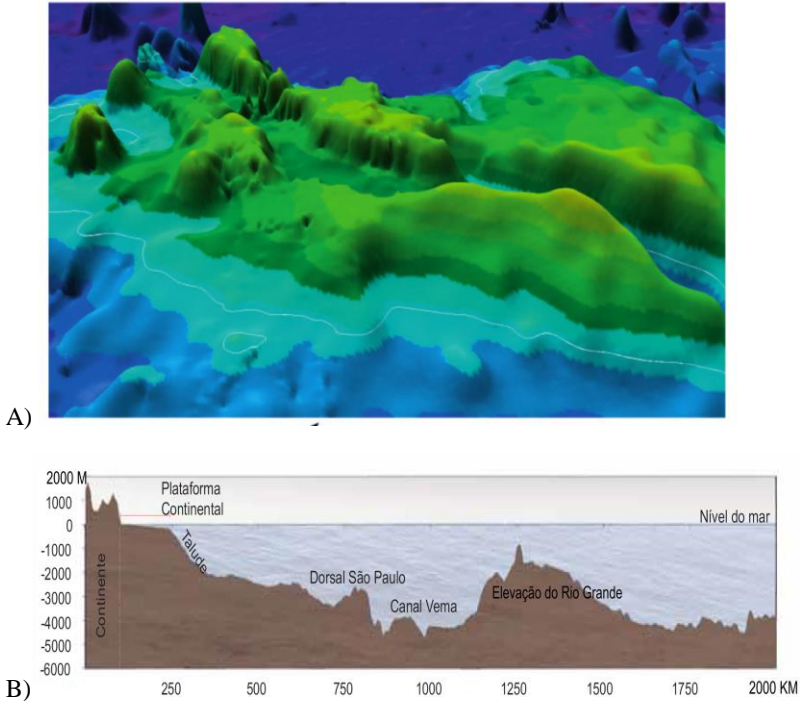 A)
2000 M
1000
0
-1000
-2000
-3000
-4000
-5000
-6000
Continente
Plataforma
Continental
Talude
Dorsal São Paulo
Canal Vema
Elevação do Rio Grande
Nível do mar
250 500 750 1000 1250 1500 1750 2000 KM
B)